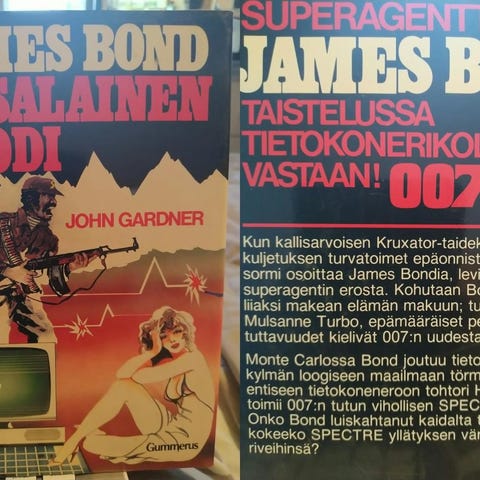 MES BOND
SALAINEN
ODI
JOHN GARDNER
Gummerus
SUPERAGENT
JAMES B
TAISTELUSSA
TIETOKONERIKOL
VASTAAN! 007
Kun kallisarvoisen Kruxator-taidek
kuljetuksen turvatoimet epäonnist
sormi osoittaa James Bondia, levi
superagentin erosta. Kohutaan Bo
liiaksi makean elämän makuun; tu
Mulsanne Turbo, epämääräiset pe
tuttavuudet kielivät 007:n uudesta
Monte Carlossa Bond joutuu tieto
kylmän loogiseen maailmaan törm
entiseen tietokoneneroon tohtori H
toimii 007:n tutun vihollisen SPEC
Onko Bond luiskahtanut kaidalta t
kokeeko SPECTRE yllätyksen vär
riveihinsä?